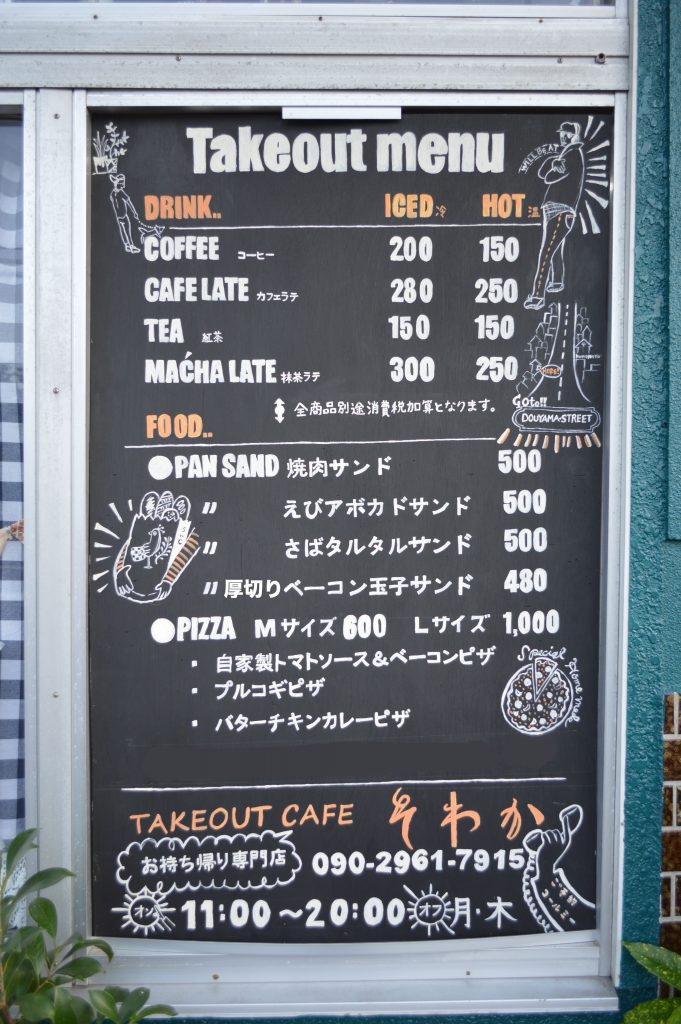 Takeout menu
WILL BEAT
DRINK.. ICED 冷 HOT 温
COFFEE コーヒー 200 150
CAFE LATE カフェラテ 280 250
TEA 紅茶 150 150
MACHA LATE 抹茶ラテ 300 250
全商品別途消費税加算となります。
HERE!
Goto!!
DOUYAMA-STREET
FOOD..
●PAN SAND 焼肉サンド 500
〃 えびアボカドサンド 500
〃 さばタルタルサンド 500
〃 厚切りベーコン玉子サンド 480
●PIZZA Mサイズ 600 Lサイズ 1,000
・ 自家製トマトソース&ベーコンピザ
・ プルコギピザ
・ バターチキンカレーピザ
Special Home made
TAKEOUT CAFE そわか
お持ち帰り専門店 090-2961-7915
オン 11:00～20:00 オフ 月・木